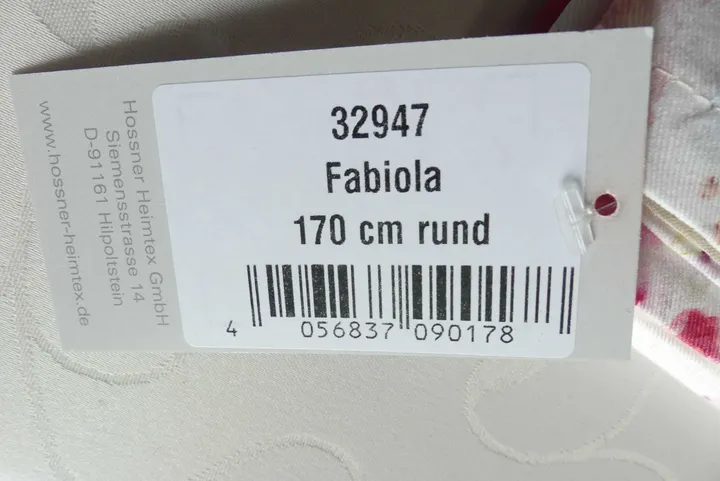 32947
Fabiola
170 cm rund
4 056837 090178
Hossner Heimtex GmbH
Siemensstrasse 14
D-91161 Hilpoltstein
www.hossner-heimtex.de